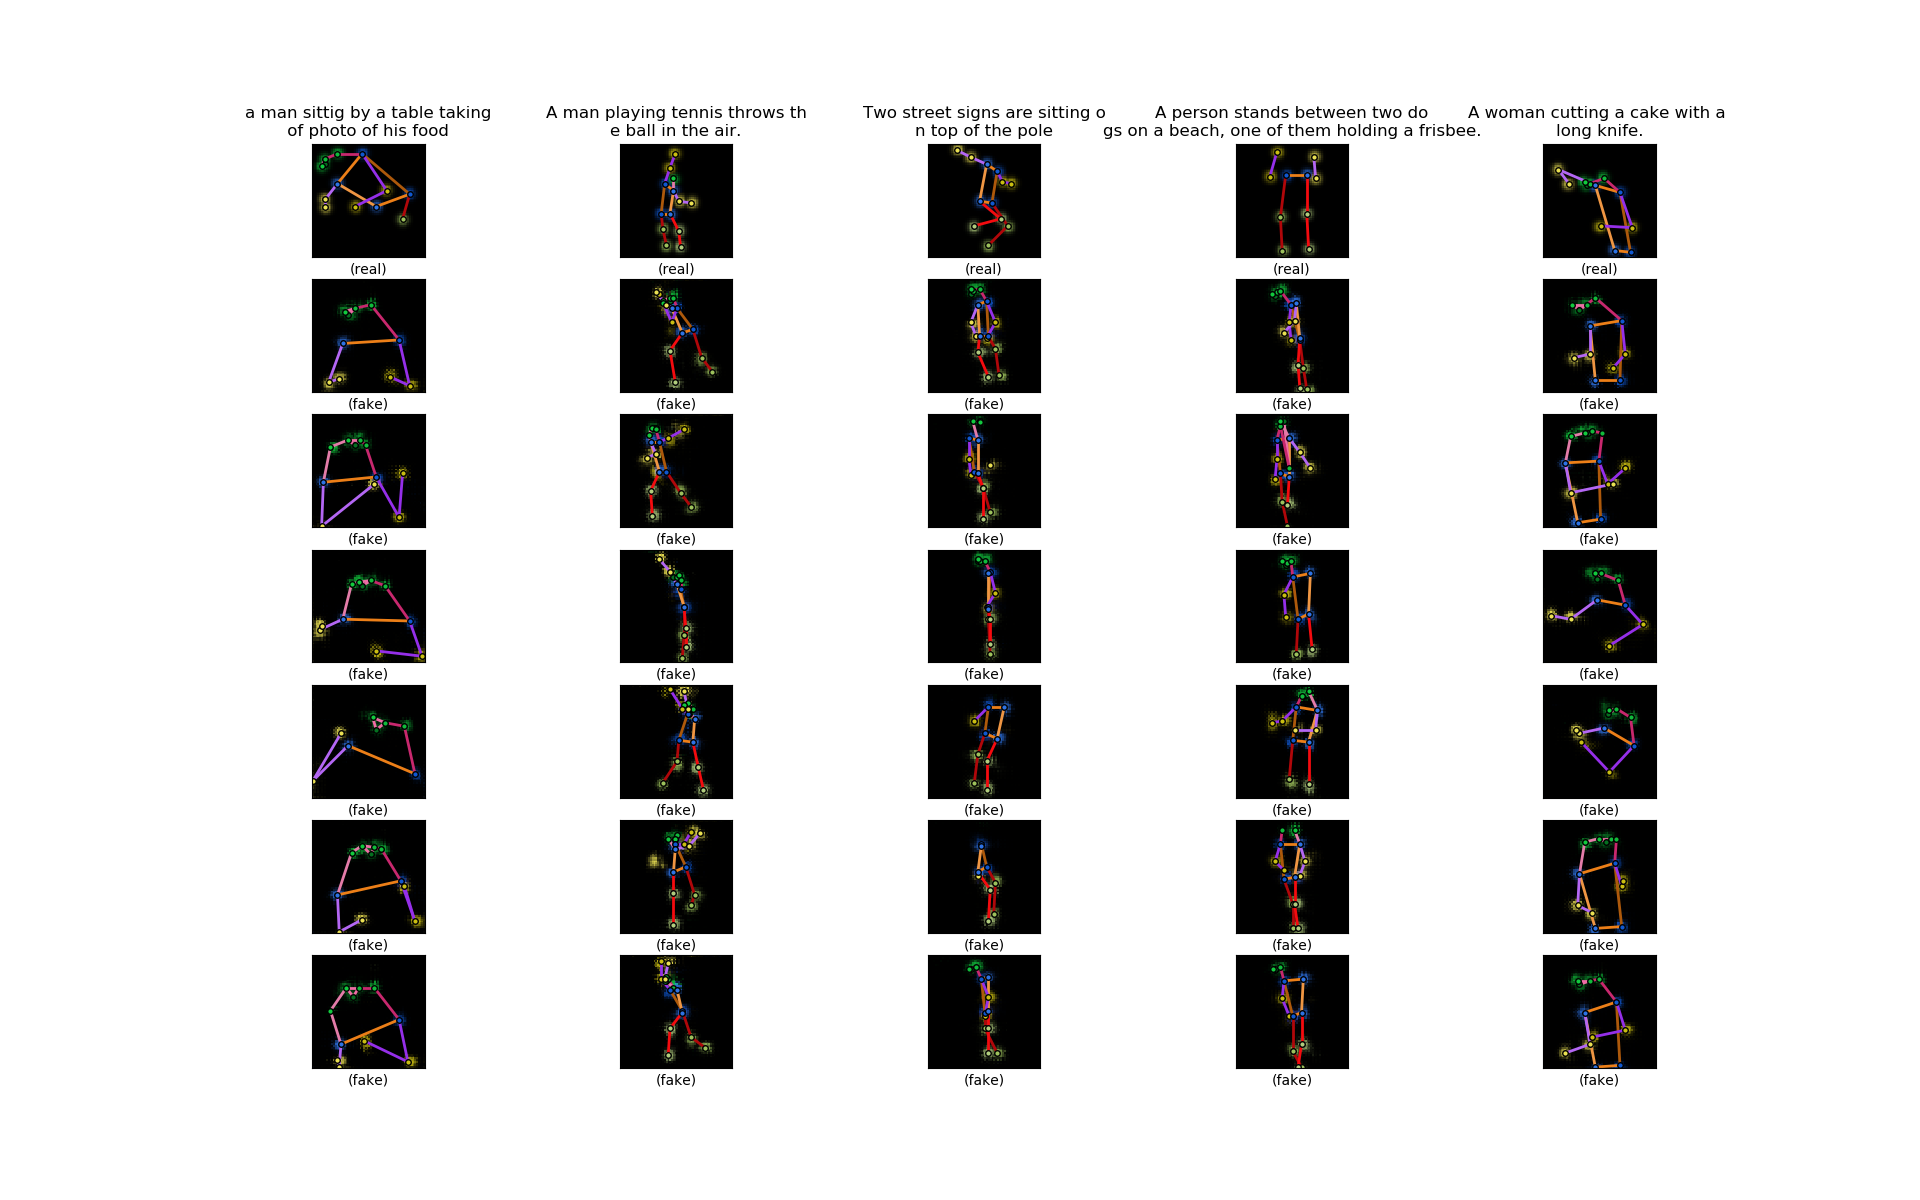 a man sittig by a table taking
of photo of his food
A man playing tennis throws th
e ball in the air.
Two street signs are sitting o
n top of the pole
A person stands between two do
gs on a beach, one of them holding a frisbee.
A woman cutting a cake with a
long knife.
(real) (real) (real) (real) (real)
(fake) (fake) (fake) (fake) (fake)
(fake) (fake) (fake) (fake) (fake)
(fake) (fake) (fake) (fake) (fake)
(fake) (fake) (fake) (fake) (fake)
(fake) (fake) (fake) (fake) (fake)
(fake) (fake) (fake) (fake) (fake)